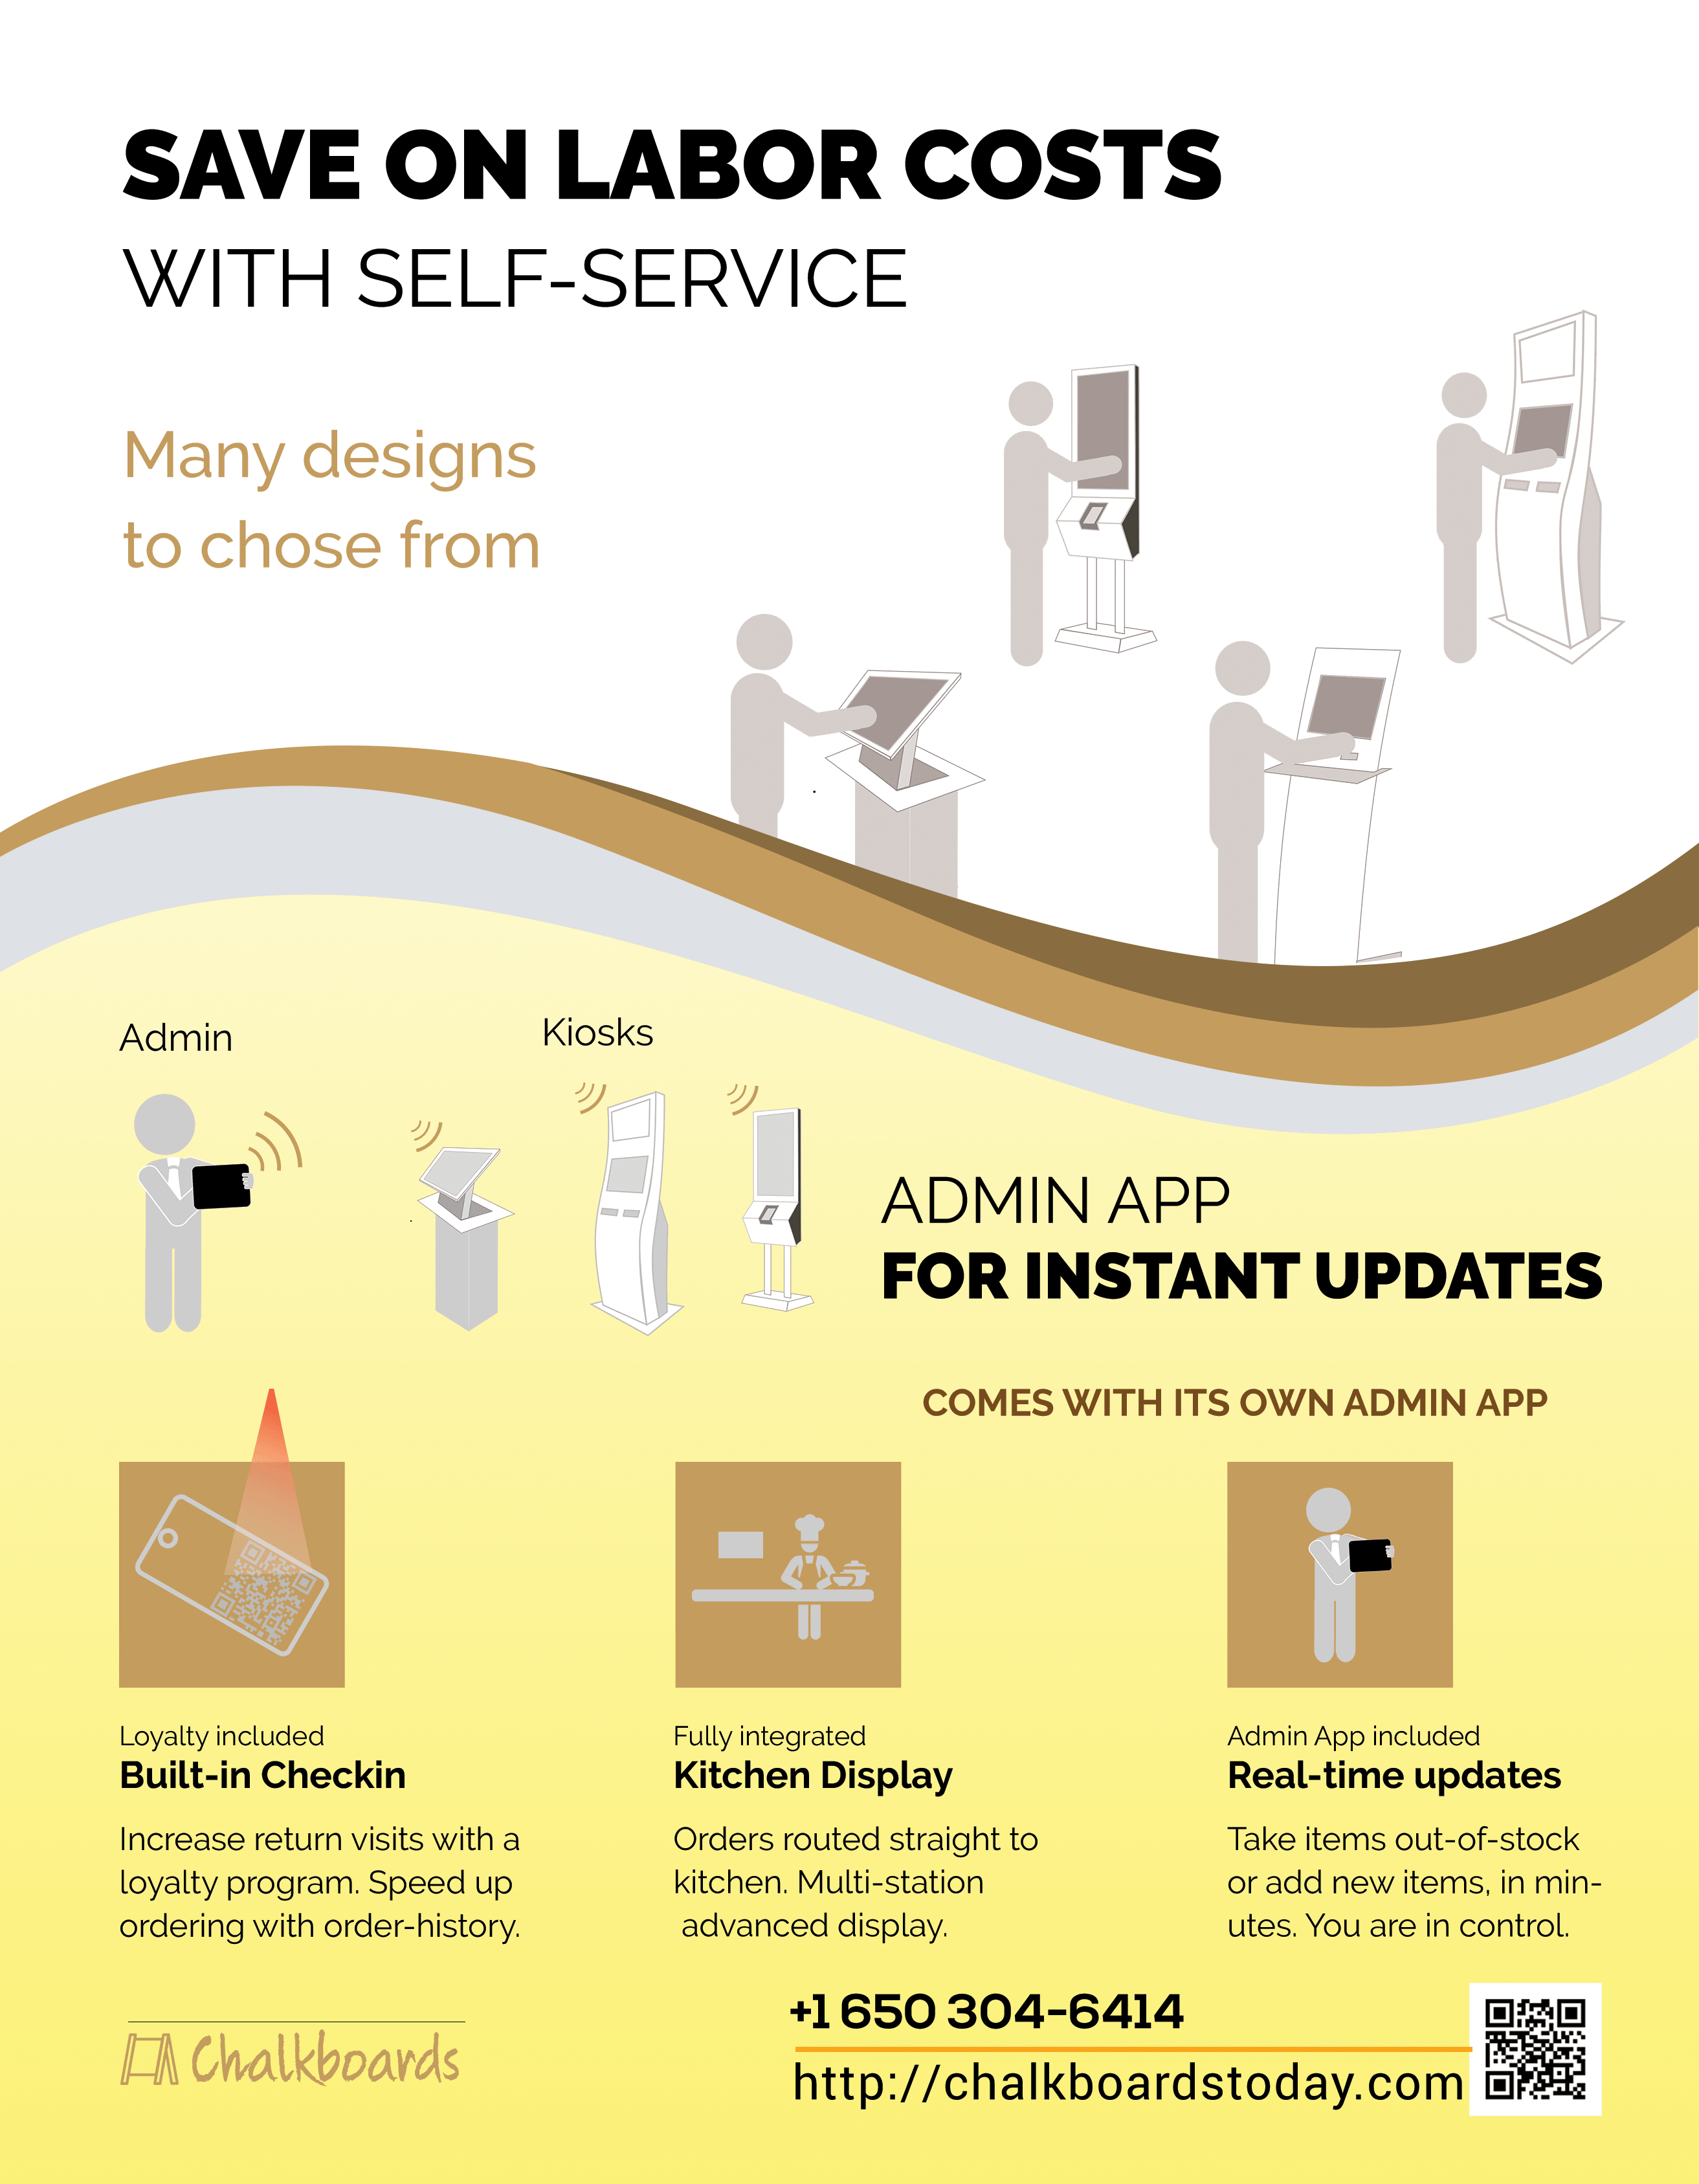 SAVE ON LABOR COSTS
WITH SELF-SERVICE
Many designs
to chose from
Admin
Kiosks
ADMIN APP
FOR INSTANT UPDATES
COMES WITH ITS OWN ADMIN APP
Loyalty included
Built-in Checkin
Increase return visits with a
loyalty program. Speed up
ordering with order-history.
Fully integrated
Kitchen Display
Orders routed straight to
kitchen. Multi-station
advanced display.
Admin App included
Real-time updates
Take items out-of-stock
or add new items, in min-
utes. You are in control.
Chalkboards
+1 650 304-6414
http://chalkboardstoday.com